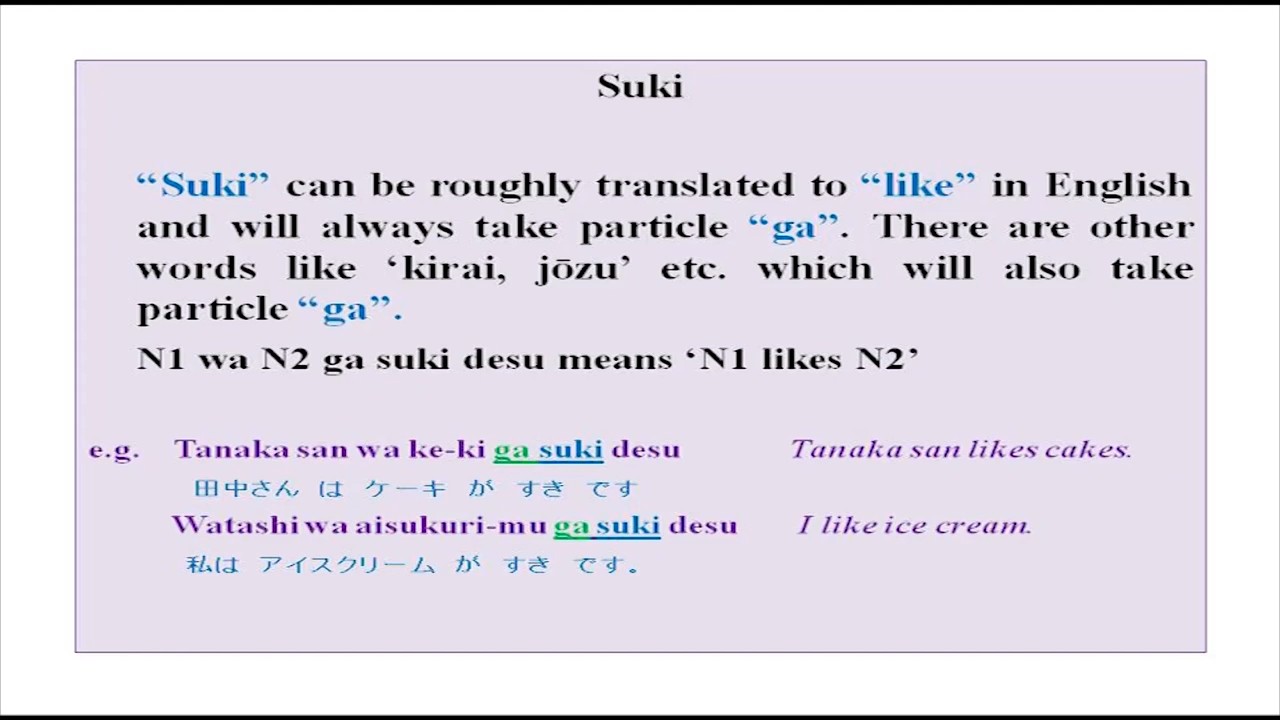 Suki
“Suki” can be roughly translated to “like” in English
and will always take particle “ga”. There are other
words like ‘kirai, jōzu’ etc. which will also take
particle “ga”.
N1 wa N2 ga suki desu means ‘N1 likes N2’
e.g. Tanaka san wa ke-ki ga suki desu Tanaka san likes cakes.
田中さん は ケーキ が すき です
Watashi wa aisukuri-mu ga suki desu I like ice cream.
私は アイスクリーム が すき です。